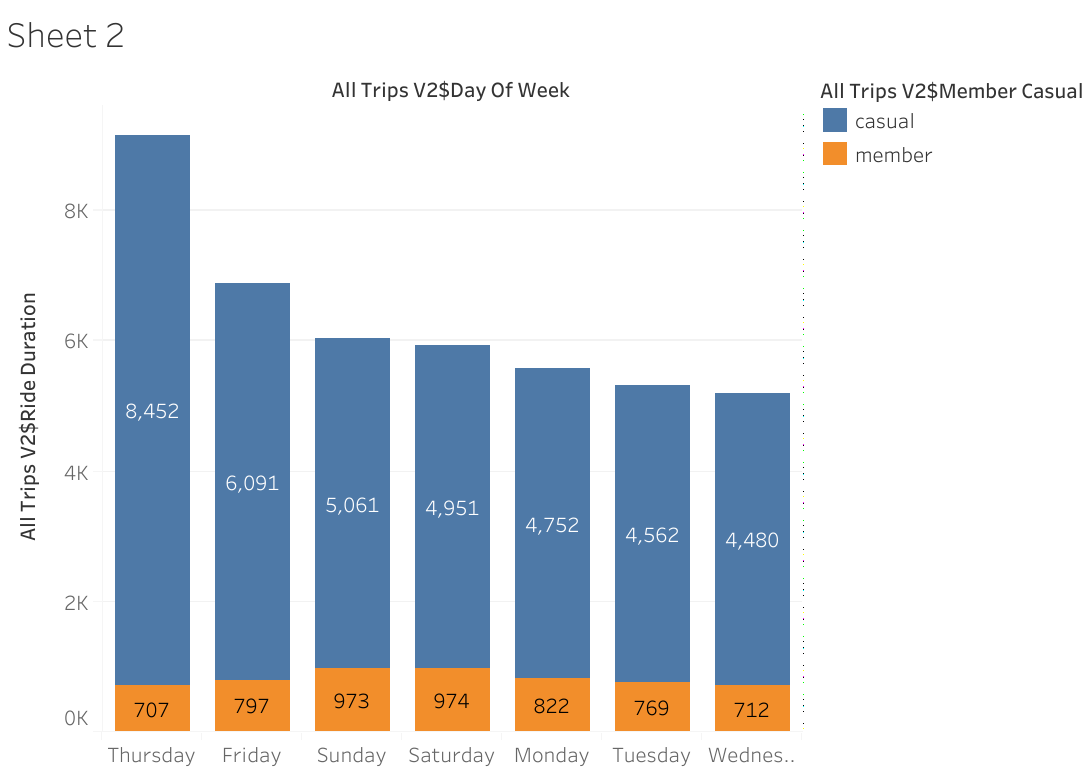 Sheet 2
All Trips V2$Day Of Week
All Trips V2$Member Casual
casual
member
All Trips V2$Ride Duration
8K
6K
4K
2K
0K
8,452
6,091
5,061
4,951
4,752
4,562
4,480
707
797
973
974
822
769
712
Thursday
Friday
Sunday
Saturday
Monday
Tuesday
Wednes..